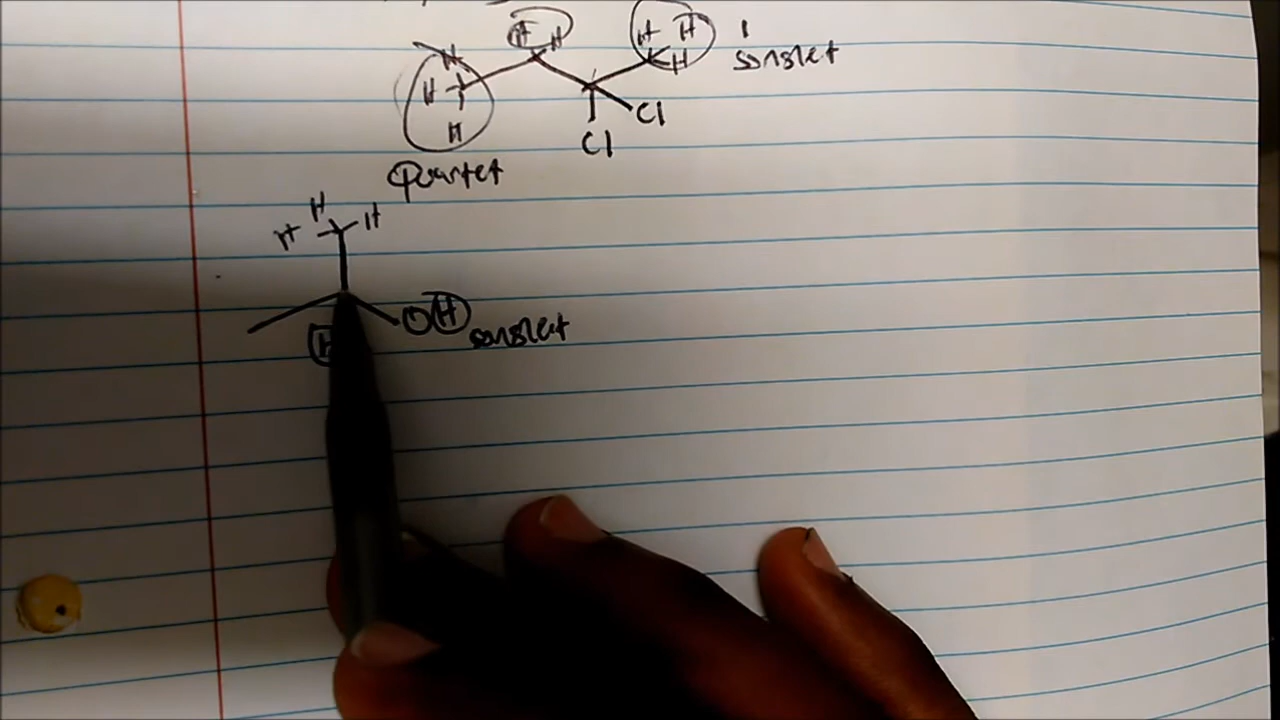 H H H H
H H singlet
H Cl
H Cl
Quartet
H
H H
OH singlet
H